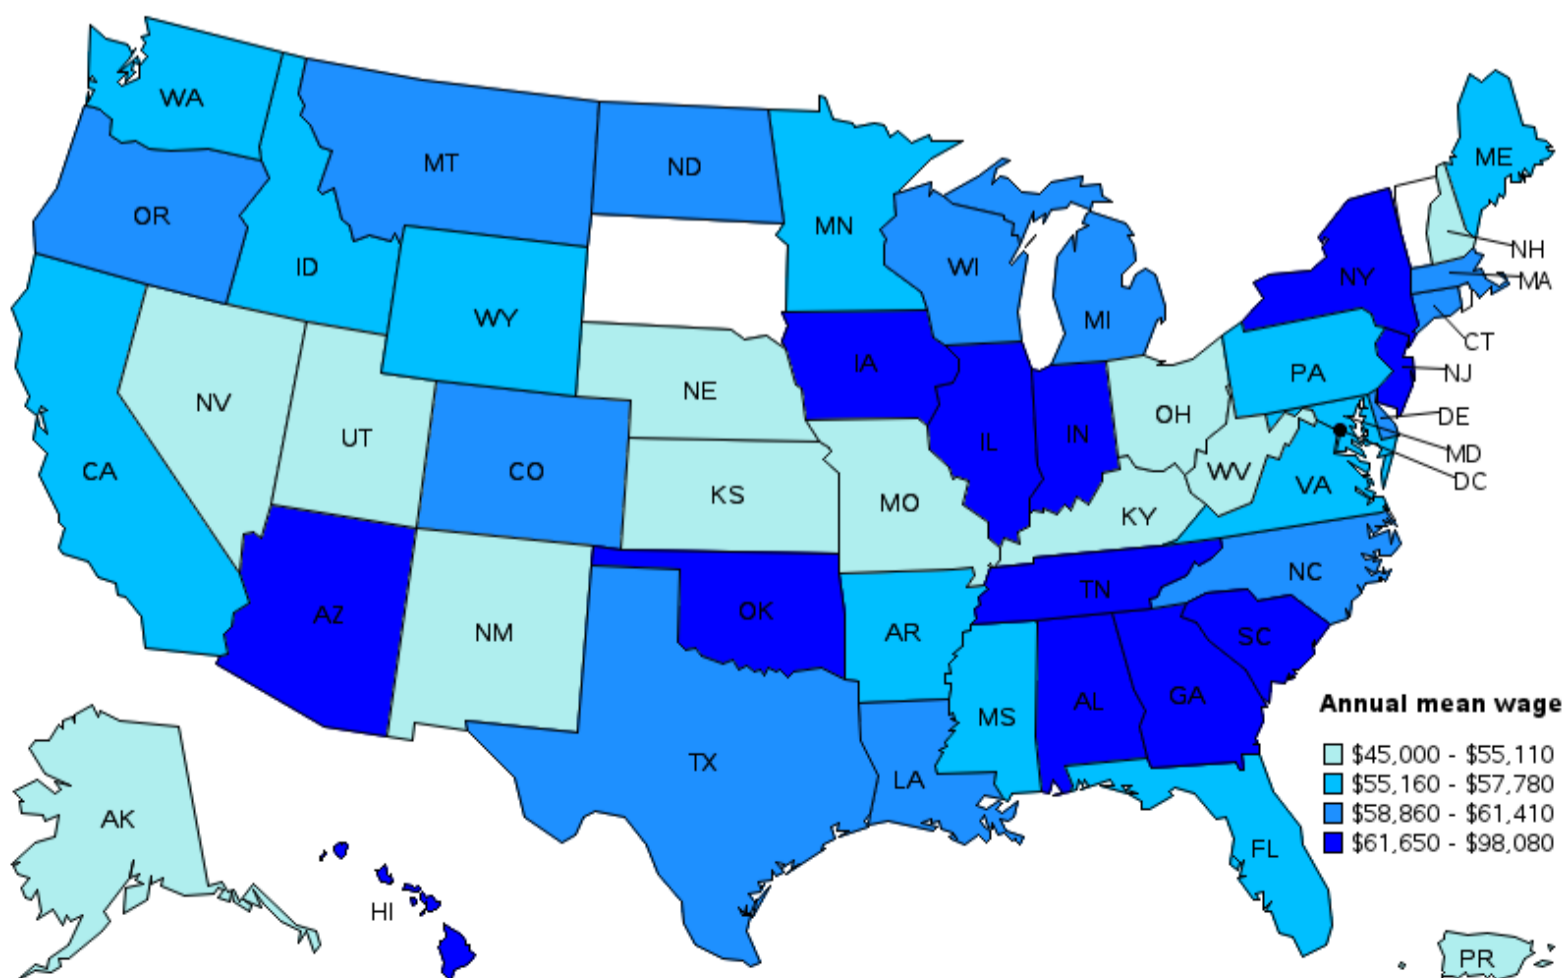 WA
MT
ND
MN
ME
OR
ID
WI
NH
MA
WY
MI
NY
CT
IA
PA
NJ
NV
NE
OH
DE
UT
IL
IN
MD
CA
CO
KS
WV
DC
MO
VA
KY
AZ
NM
OK
TN
NC
AR
SC
MS
AL
GA
TX
LA
Annual mean wage
$45,000 - $55,110
$55,160 - $57,780
$58,860 - $61,410
$61,650 - $98,080
AK
FL
HI
PR